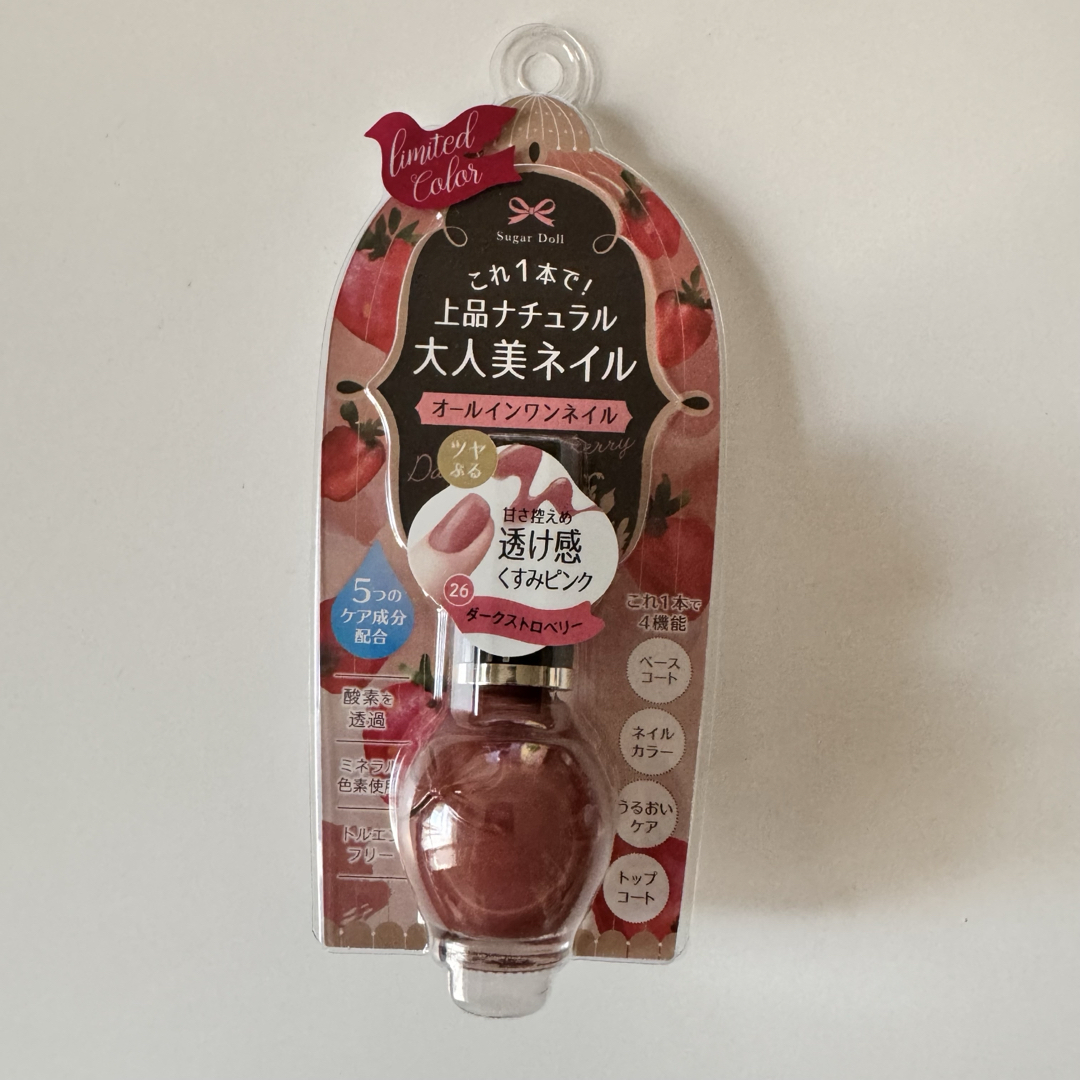 limited
Color
Sugar Doll
これ1本で!
上品ナチュラル
大人美ネイル
オールインワンネイル
ツヤ
ぷる
甘さ控えめ
透け感
くすみピンク
26
ダークストロベリー
5つの
ケア成分
配合
酸素を
透過
ミネラル
色素使用
フリー
これ1本で
4機能
ベース
コート
ネイル
カラー
うるおい
ケア
トップ
コート